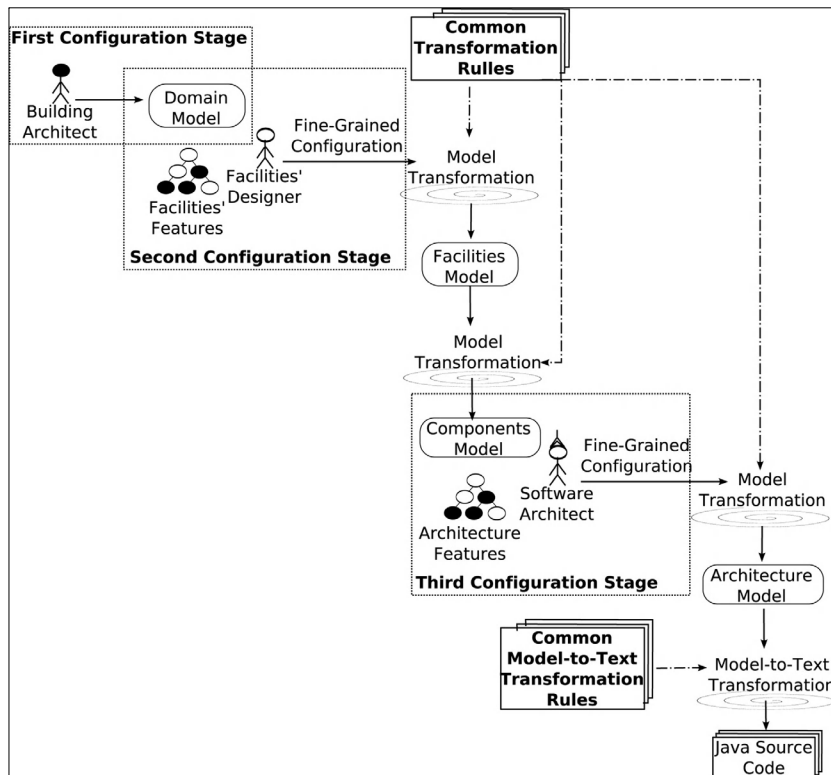 First Configuration Stage
Building
Architect
Domain
Model
Common
Transformation
Rulles
Fine-Grained
Configuration
Facilities'
Designer
Facilities'
Features
Second Configuration Stage
Model
Transformation
Facilities
Model
Model
Transformation
Components
Model
Fine-Grained
Configuration
Software
Architect
Architecture
Features
Third Configuration Stage
Model
Transformation
Architecture
Model
Common
Model-to-Text
Transformation
Rules
Model-to-Text
Transformation
Java Source
Code